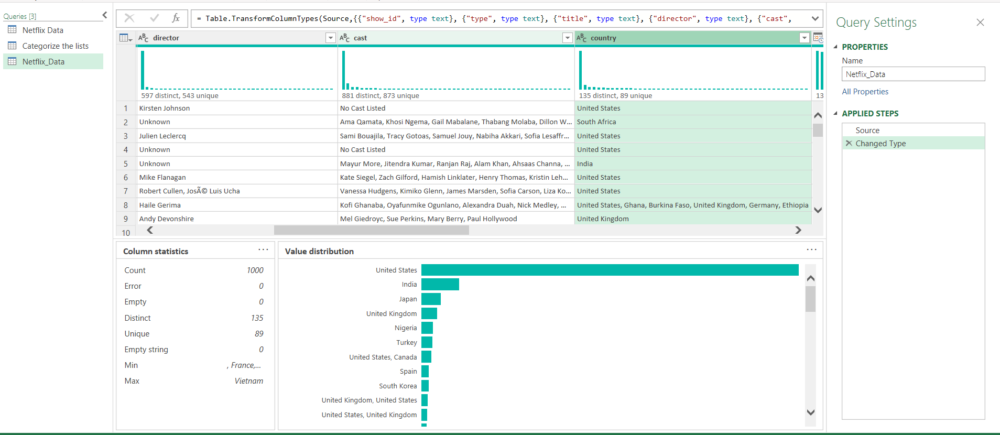 Queries [3]
Netflix Data
Categorize the lists
Netflix_Data
fx
= Table.TransformColumnTypes(Source,{{"show_id", type text}, {"type", type text}, {"title", type text}, {"director", type text}, {"cast",
ABC director ABC cast ABC country
597 distinct, 543 unique 881 distinct, 873 unique 135 distinct, 89 unique 13
1 Kirsten Johnson No Cast Listed United States
2 Unknown Ama Qamata, Khosi Ngema, Gail Mabalane, Thabang Molaba, Dillon W... South Africa
3 Julien Leclercq Sami Bouajila, Tracy Gotoas, Samuel Jouy, Nabiha Akkari, Sofia Lesaffr... United States
4 Unknown No Cast Listed United States
5 Unknown Mayur More, Jitendra Kumar, Ranjan Raj, Alam Khan, Ahsaas Channa, ... India
6 Mike Flanagan Kate Siegel, Zach Gilford, Hamish Linklater, Henry Thomas, Kristin Leh... United States
7 Robert Cullen, JosÃ© Luis Ucha Vanessa Hudgens, Kimiko Glenn, James Marsden, Sofia Carson, Liza Ko... United States
8 Haile Gerima Kofi Ghanaba, Oyafunmike Ogunlano, Alexandra Duah, Nick Medley, ... United States, Ghana, Burkina Faso, United Kingdom, Germany, Ethiopia
9 Andy Devonshire Mel Giedroyc, Sue Perkins, Mary Berry, Paul Hollywood United Kingdom
10
Column statistics ...
Count 1000
Error 0
Empty 0
Distinct 135
Unique 89
Empty string 0
Min , France,...
Max Vietnam
Value distribution ...
United States
India
Japan
United Kingdom
Nigeria
Turkey
United States, Canada
Spain
South Korea
United Kingdom, United States
United States, United Kingdom
Query Settings
PROPERTIES
Name
Netflix_Data
All Properties
APPLIED STEPS
Source
Changed Type